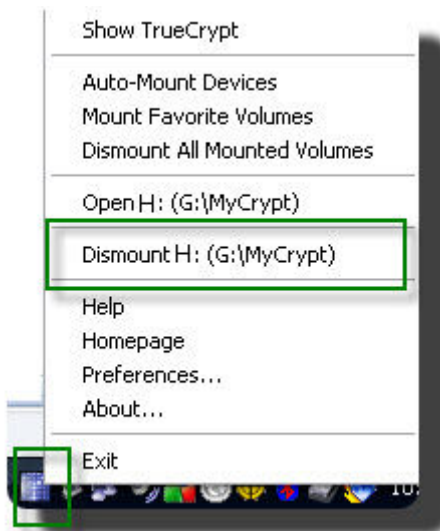 Show TrueCrypt
Auto-Mount Devices
Mount Favorite Volumes
Dismount All Mounted Volumes
Open H: (G:\MyCrypt)
Dismount H: (G:\MyCrypt)
Help
Homepage
Preferences...
About...
Exit